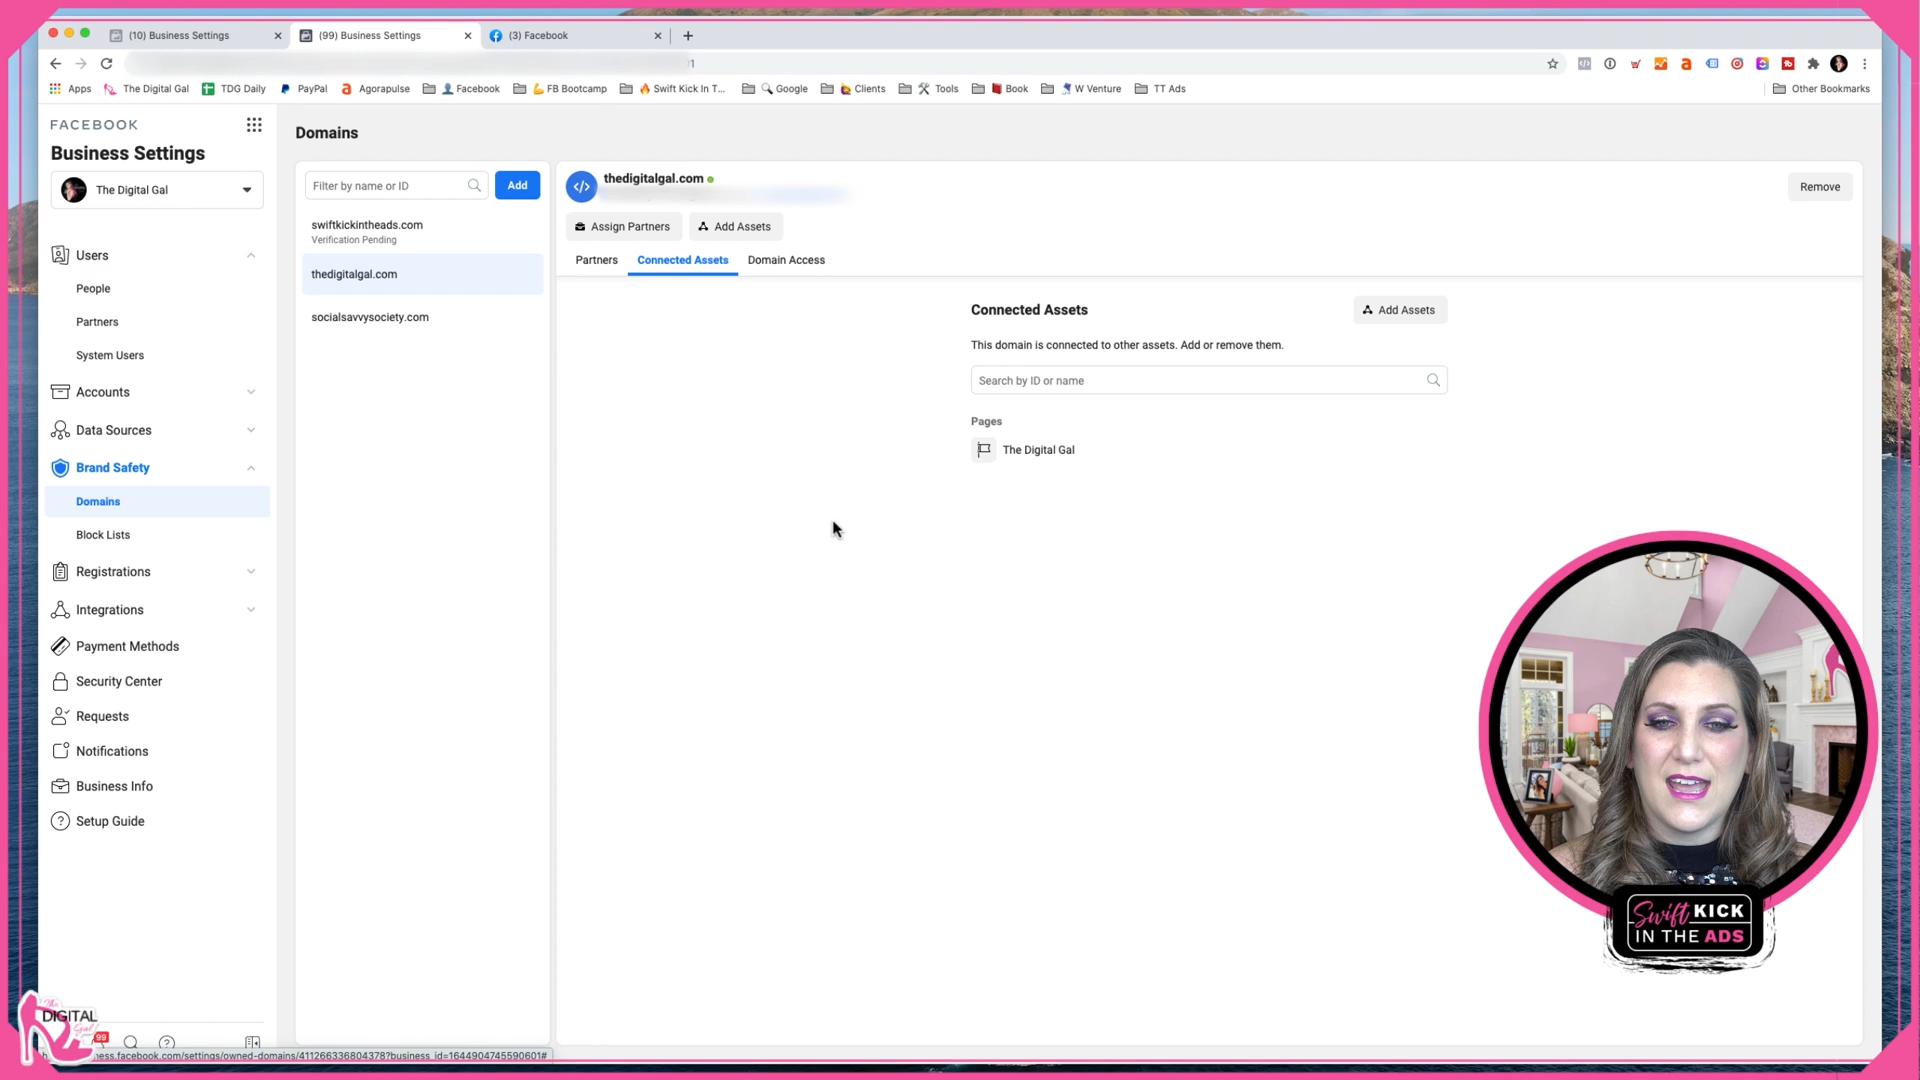 (10) Business Settings
(99) Business Settings
(3) Facebook
Apps
The Digital Gal
TDG Daily
PayPal
Agorapulse
Facebook
FB Bootcamp
Swift Kick In T...
Google
Clients
Tools
Book
W Venture
TT Ads
Other Bookmarks
FACEBOOK
Business Settings
The Digital Gal
Users
People
Partners
System Users
Accounts
Data Sources
Brand Safety
Domains
Block Lists
Registrations
Integrations
Payment Methods
Security Center
Requests
Notifications
Business Info
Setup Guide
Domains
Filter by name or ID
Add
swiftkickintheads.com
Verification Pending
thedigitalgal.com
socialsavvysociety.com
thedigitalgal.com
Remove
Assign Partners
Add Assets
Partners
Connected Assets
Domain Access
Connected Assets
Add Assets
This domain is connected to other assets. Add or remove them.
Search by ID or name
Pages
The Digital Gal
Swift KICK
IN THE ADS
The
DIGITAL
Gal
99
ness.facebook.com/settings/owned-domains/411266336804378?business_id=1644904745590601#